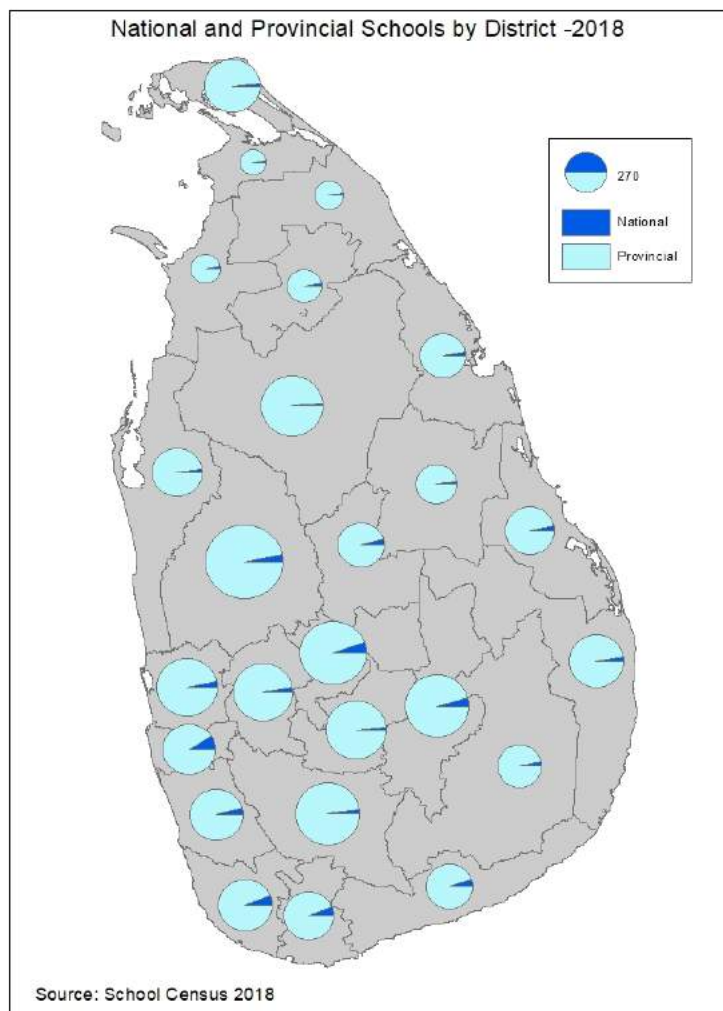 National and Provincial Schools by District -2018
270
National
Provincial
Source: School Census 2018